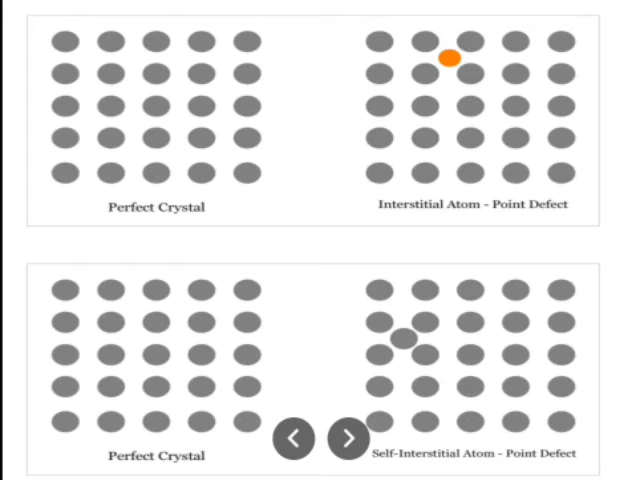 Perfect Crystal
Interstitial Atom - Point Defect
Perfect Crystal
Self-Interstitial Atom - Point Defect